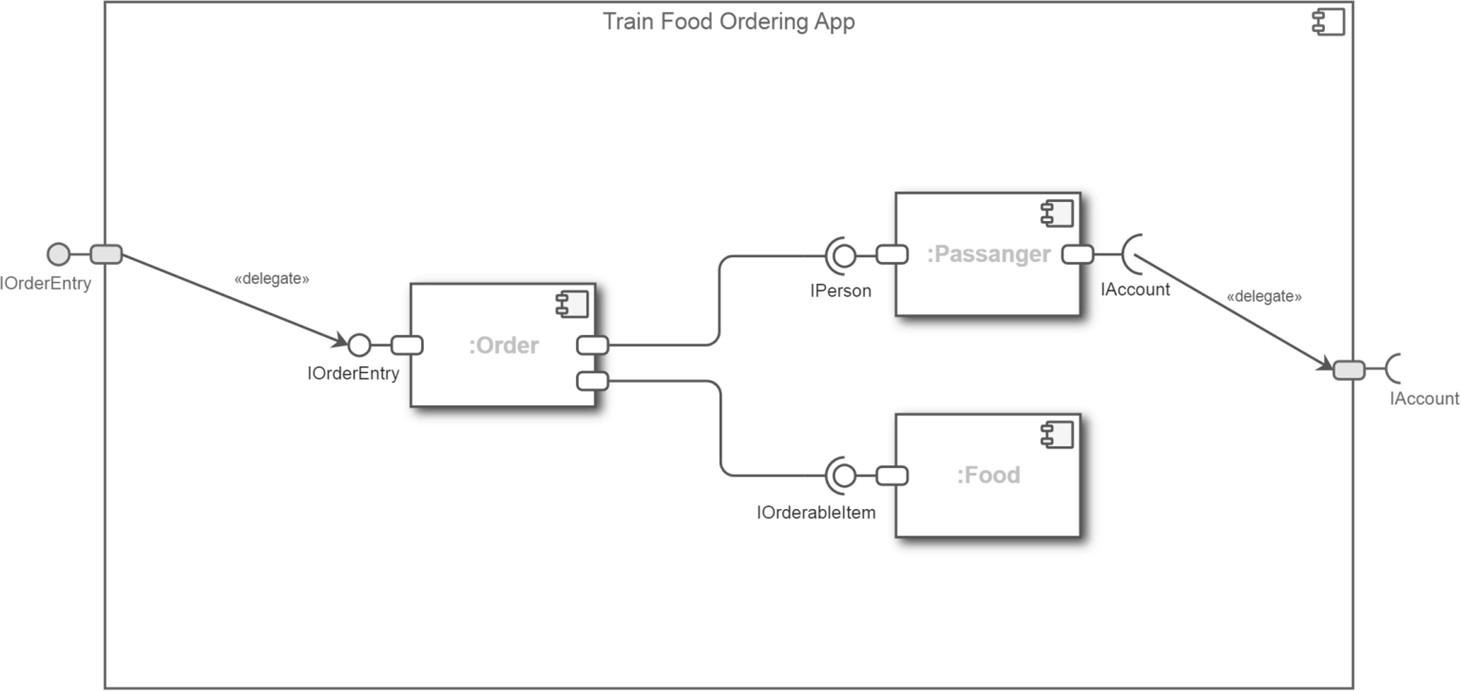 Train Food Ordering App
IOrderEntry
«delegate»
IOrderEntry
:Order
IPerson
:Passanger
IAccount
«delegate»
IAccount
IOrderableItem
:Food